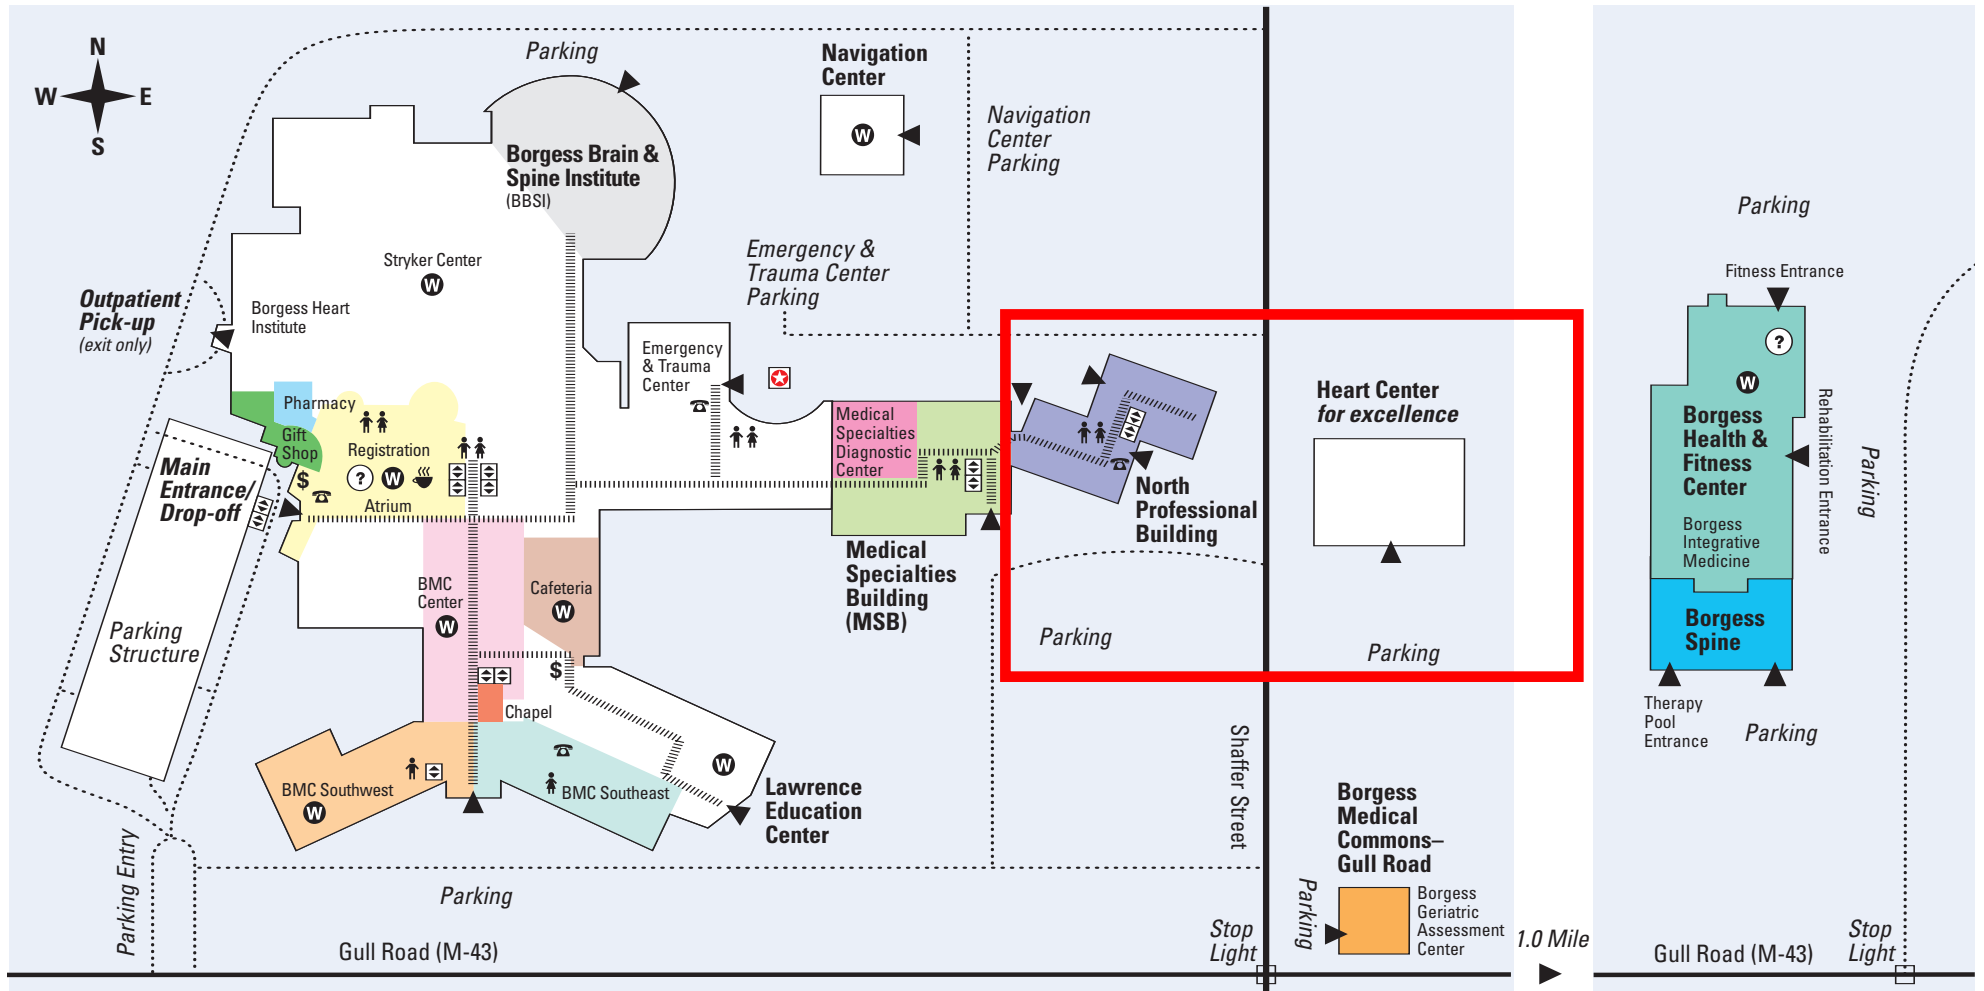 N
W E
S
Parking
Navigation
Center
W
Navigation
Center
Parking
Borgess Brain &
Spine Institute
(BBSI)
Stryker Center
W
Emergency &
Trauma Center
Parking
Outpatient
Pick-up
(exit only)
Borgess Heart
Institute
Emergency
& Trauma
Center
Pharmacy
Gift
Shop
Registration
? W
$
Atrium
Main
Entrance/
Drop-off
Medical
Specialties
Diagnostic
Center
North
Professional
Building
Heart Center
for excellence
Medical
Specialties
Building
(MSB)
BMC
Center
W
Cafeteria
W
$
Parking
Structure
Parking
Parking
Chapel
BMC Southwest
W
BMC Southeast
W
Lawrence
Education
Center
Shaffer Street
Borgess
Medical
Commons–
Gull Road
Parking
Borgess
Geriatric
Assessment
Center
Parking Entry
Parking
Gull Road (M-43)
Stop
Light
1.0 Mile
Parking
Fitness Entrance
?
W
Borgess
Health &
Fitness
Center
Rehabilitation Entrance
Parking
Borgess
Integrative
Medicine
Borgess
Spine
Therapy
Pool
Entrance
Parking
Gull Road (M-43)
Stop
Light